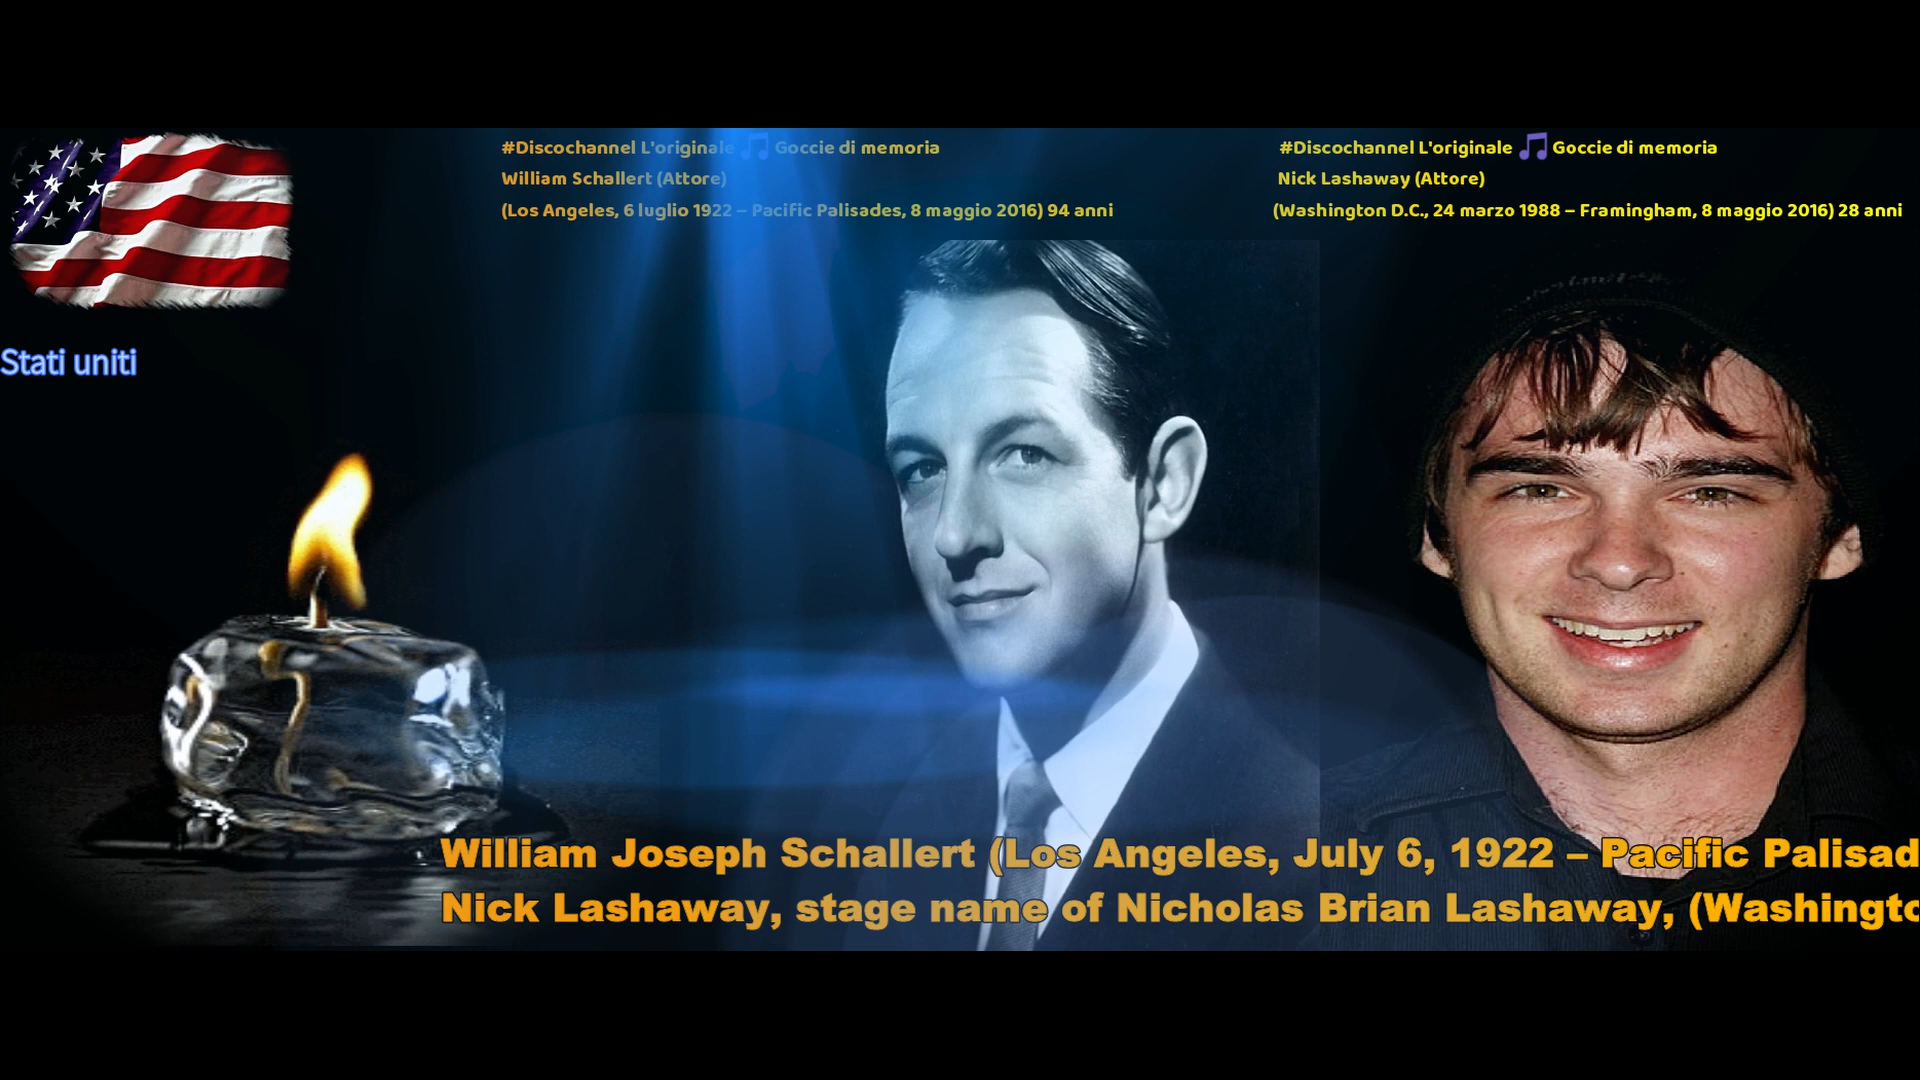 #Discochannel L'originale 🎵 Goccie di memoria
William Schallert (Attore)
(Los Angeles, 6 luglio 1922 – Pacific Palisades, 8 maggio 2016) 94 anni
#Discochannel L'originale 🎵 Goccie di memoria
Nick Lashaway (Attore)
(Washington D.C., 24 marzo 1988 – Framingham, 8 maggio 2016) 28 anni
Stati uniti
William Joseph Schallert (Los Angeles, July 6, 1922 – Pacific Palisad
Nick Lashaway, stage name of Nicholas Brian Lashaway, (Washingto